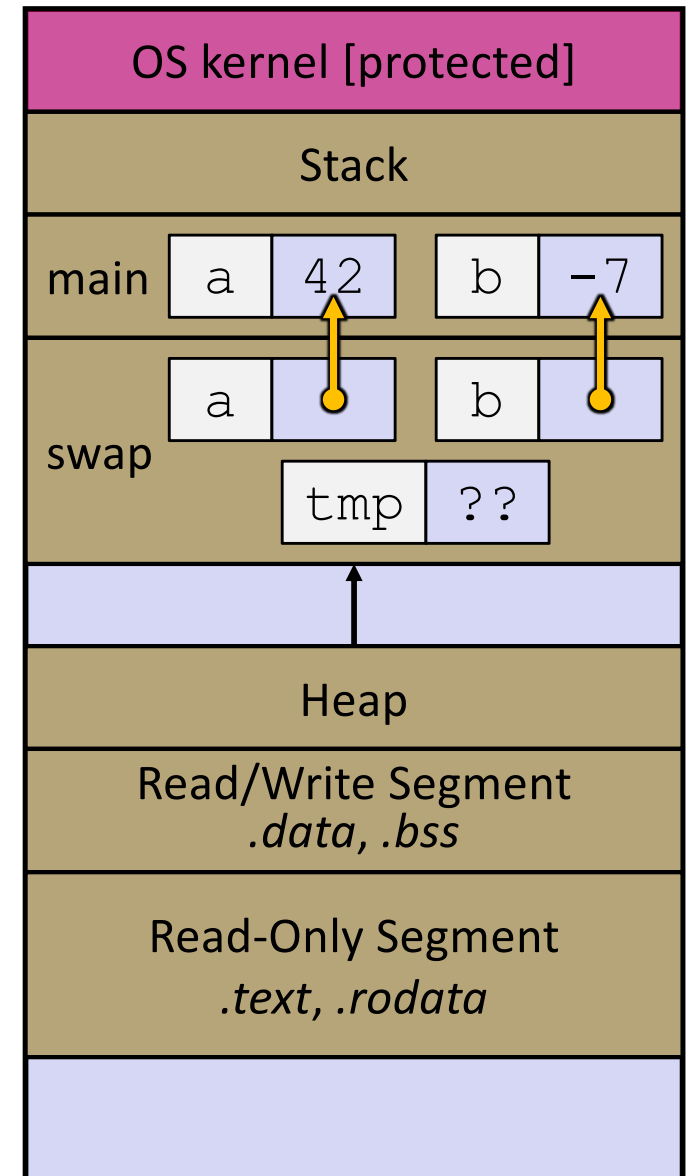 OS kernel [protected]
Stack
main a 42 b -7
swap a b
tmp ??
Heap
Read/Write Segment
.data, .bss
Read-Only Segment
.text, .rodata